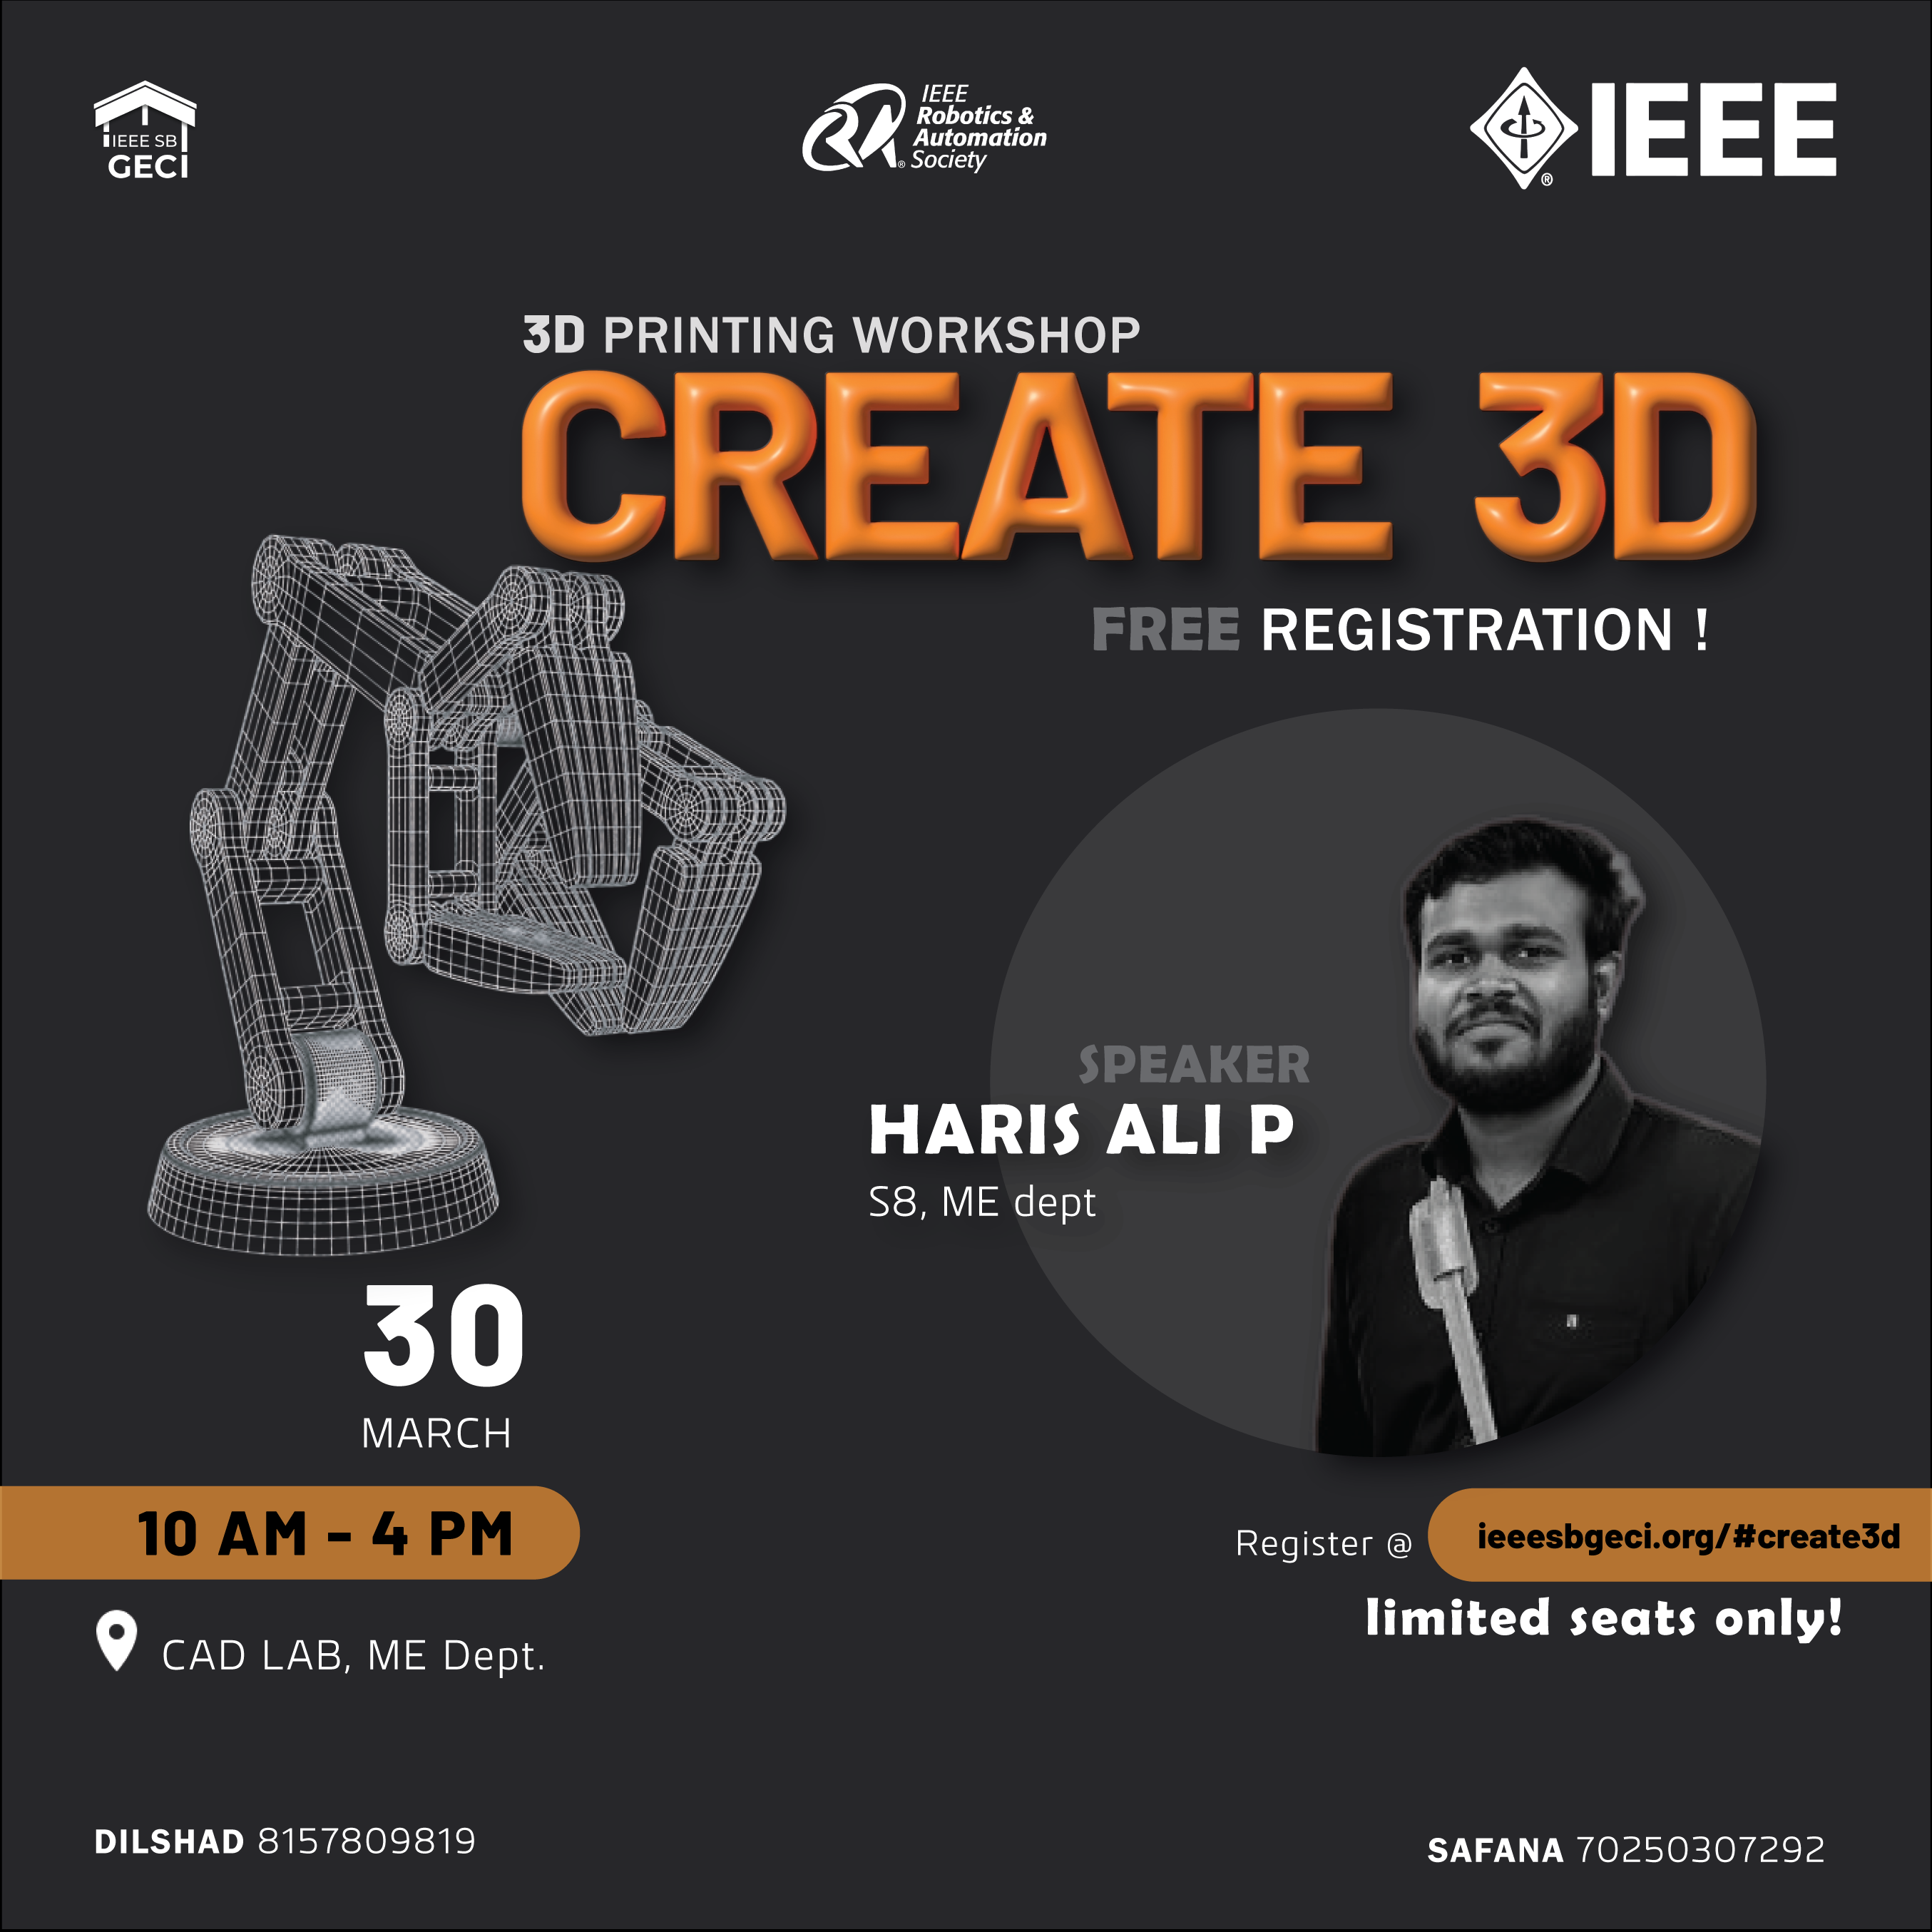 IEEE SB
GECI
IEEE
Robotics &
Automation
Society
®
IEEE
®
3D PRINTING WORKSHOP
CREATE 3D
FREE REGISTRATION !
SPEAKER
HARIS ALI P
S8, ME dept
30
MARCH
10 AM - 4 PM
CAD LAB, ME Dept.
Register @ ieeesbgeci.org/#create3d
limited seats only!
DILSHAD 8157809819
SAFANA 70250307292